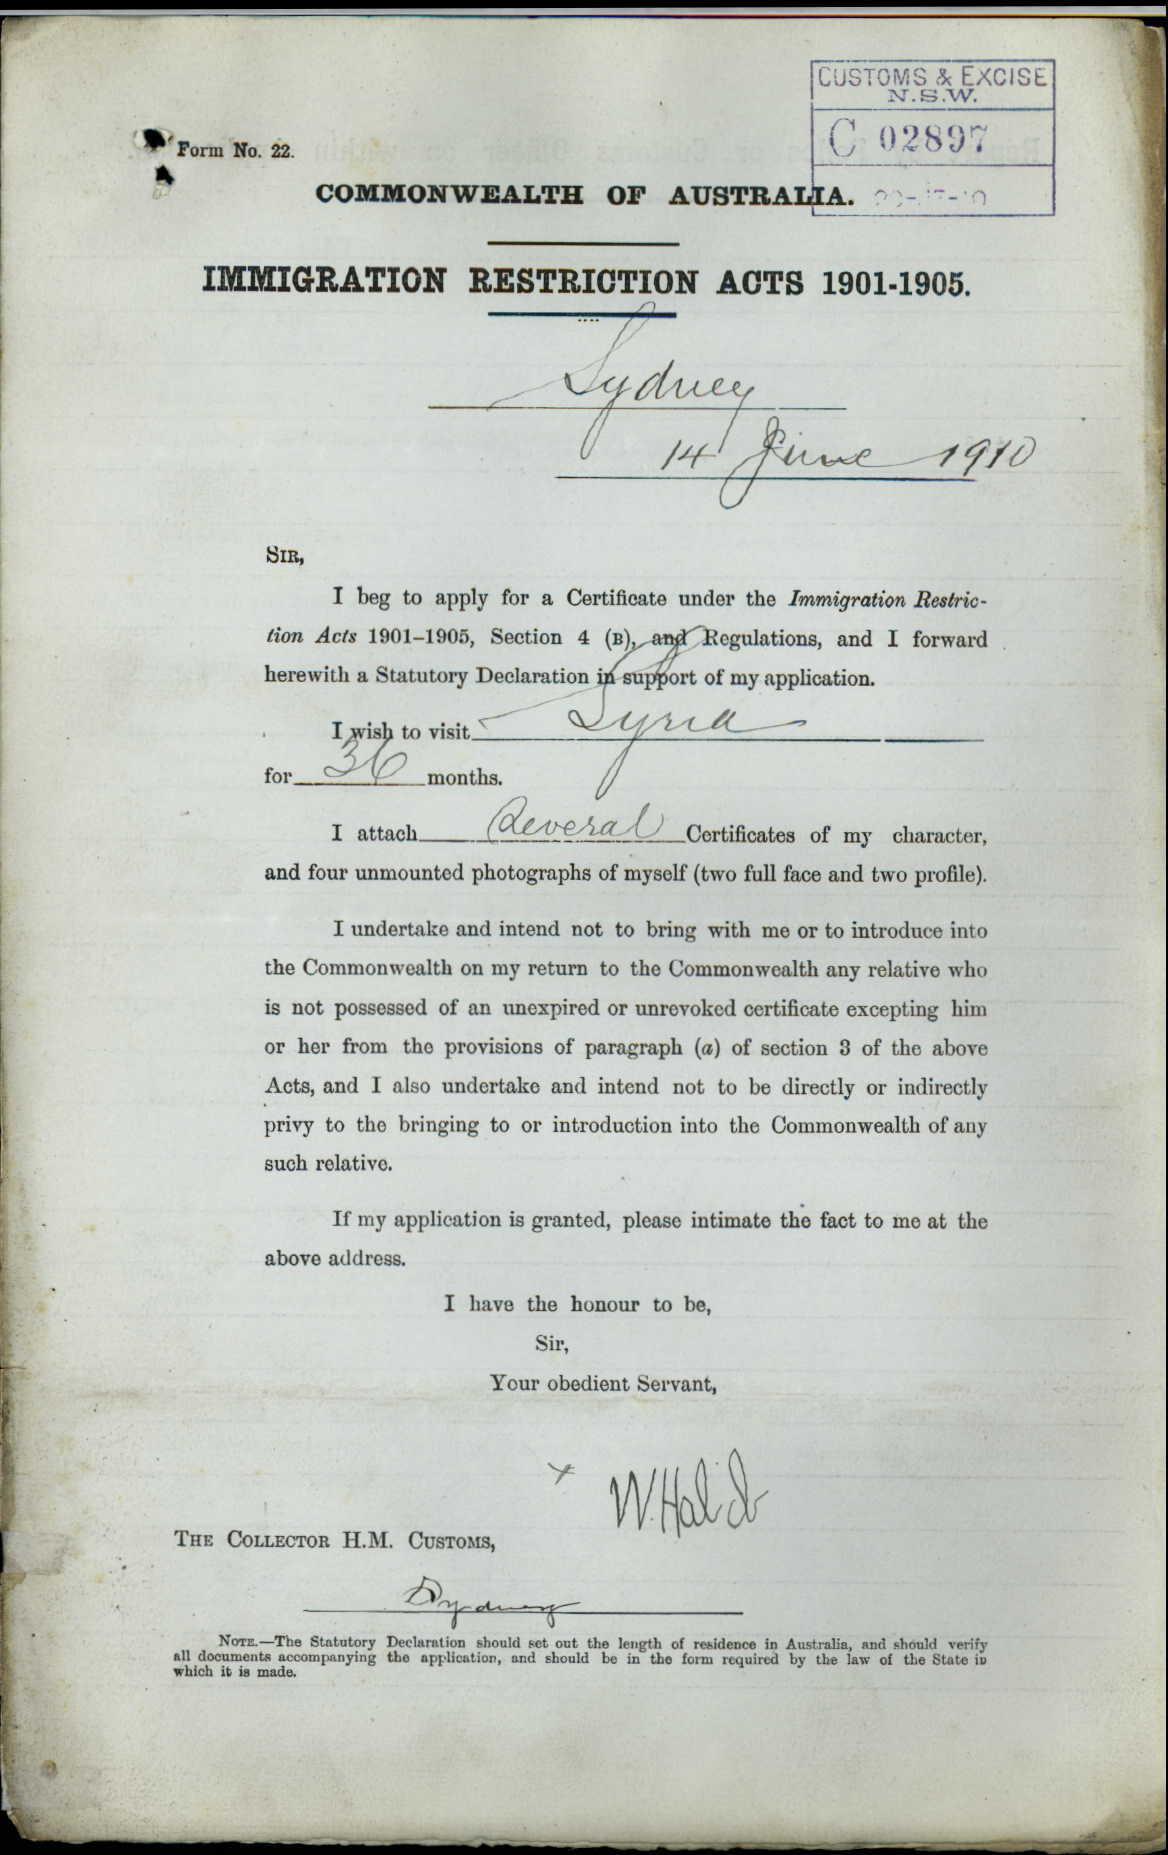 CUSTOMS & EXCISE
N.S.W.
C 02897
Form No. 22.
COMMONWEALTH OF AUSTRALIA.
IMMIGRATION RESTRICTION ACTS 1901-1905.
Sydney
14 June 1910
SIR,
I beg to apply for a Certificate under the Immigration Restric-
tion Acts 1901–1905, Section 4 (B), and Regulations, and I forward
herewith a Statutory Declaration in support of my application.
I wish to visit Syria
for 36 months.
I attach Several Certificates of my character,
and four unmounted photographs of myself (two full face and two profile).
I undertake and intend not to bring with me or to introduce into
the Commonwealth on my return to the Commonwealth any relative who
is not possessed of an unexpired or unrevoked certificate excepting him
or her from the provisions of paragraph (a) of section 3 of the above
Acts, and I also undertake and intend not to be directly or indirectly
privy to the bringing to or introduction into the Commonwealth of any
such relative.
If my application is granted, please intimate the fact to me at the
above address.
I have the honour to be,
Sir,
Your obedient Servant,
x W. Habib
THE COLLECTOR H.M. CUSTOMS,
Sydney
NOTE.—The Statutory Declaration should set out the length of residence in Australia, and should verify
all documents accompanying the application, and should be in the form required by the law of the State in
which it is made.